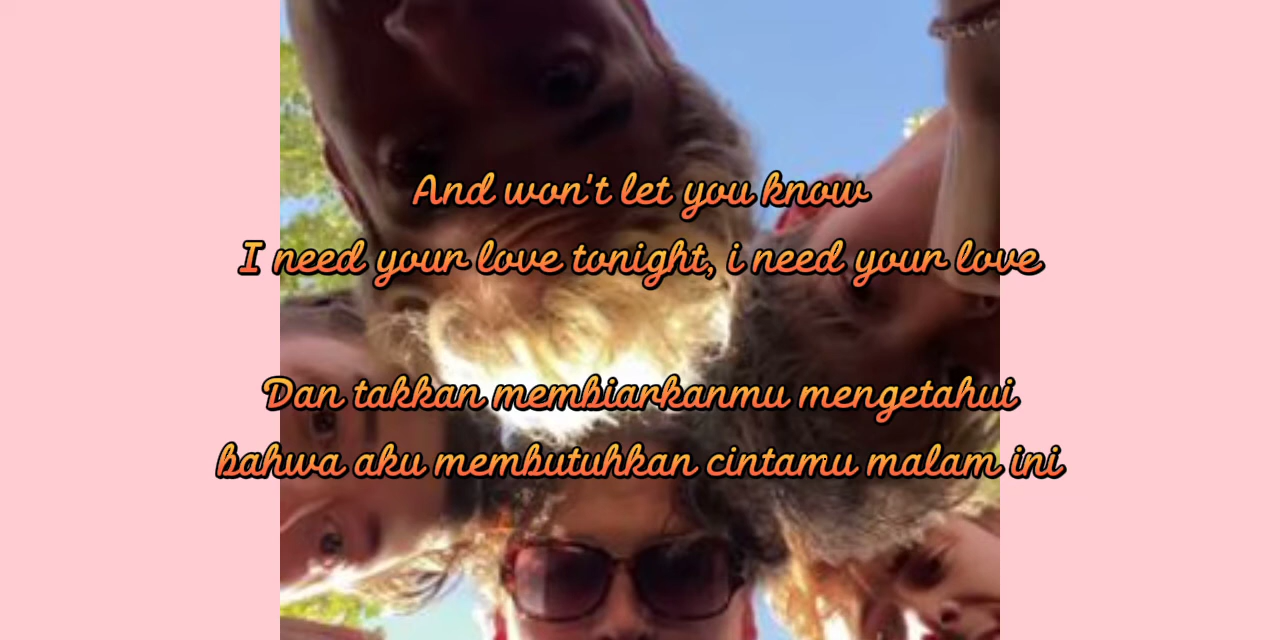 And won't let you know
I need your love tonight, i need your love
Dan takkan membiarkanmu mengetahui
bahwa aku membutuhkan cintamu malam ini